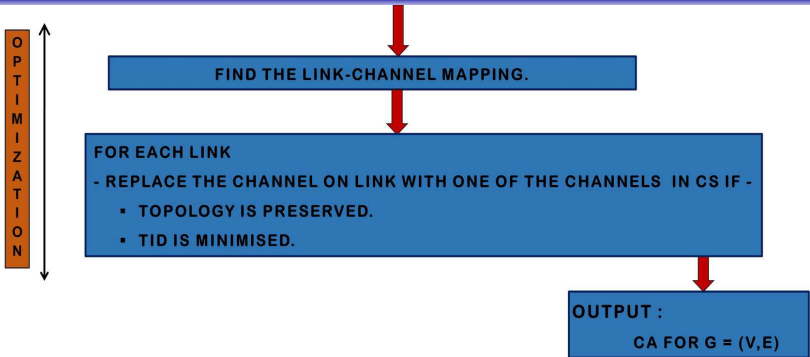 OPTIMIZATION
FIND THE LINK-CHANNEL MAPPING.
FOR EACH LINK
- REPLACE THE CHANNEL ON LINK WITH ONE OF THE CHANNELS IN CS IF -
▪ TOPOLOGY IS PRESERVED.
▪ TID IS MINIMISED.
OUTPUT :
CA FOR G = (V,E)